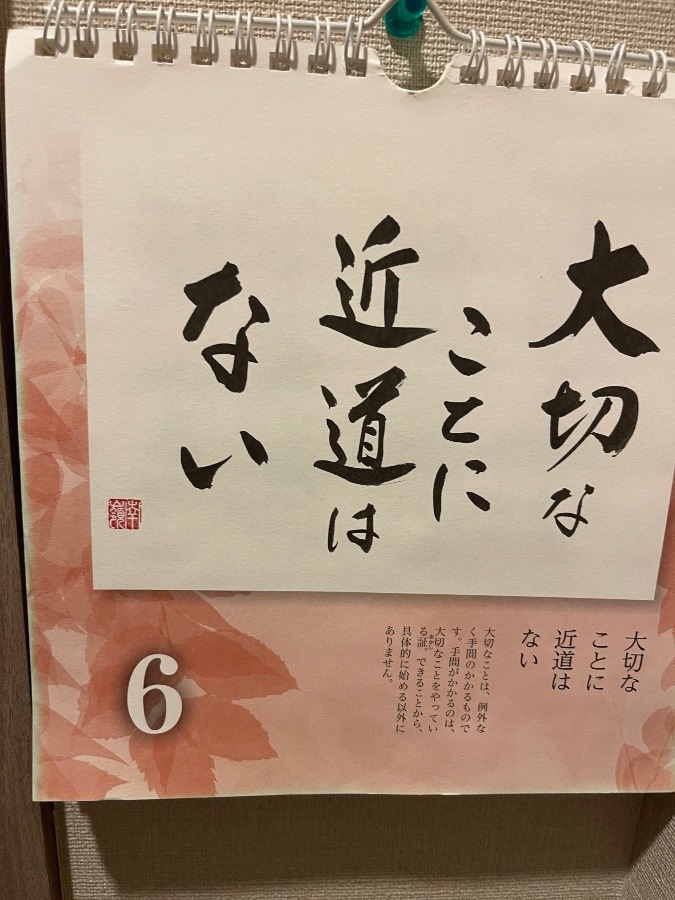 大切な
ことに
近道は
ない
大切な
ことに
近道は
ない
大切なことは、例外な
く手間のかかるもので
す。手間がかかるのは、
大切なことをやってい
る証。できることから、
あかし
具体的に始める以外に
ありません。
6